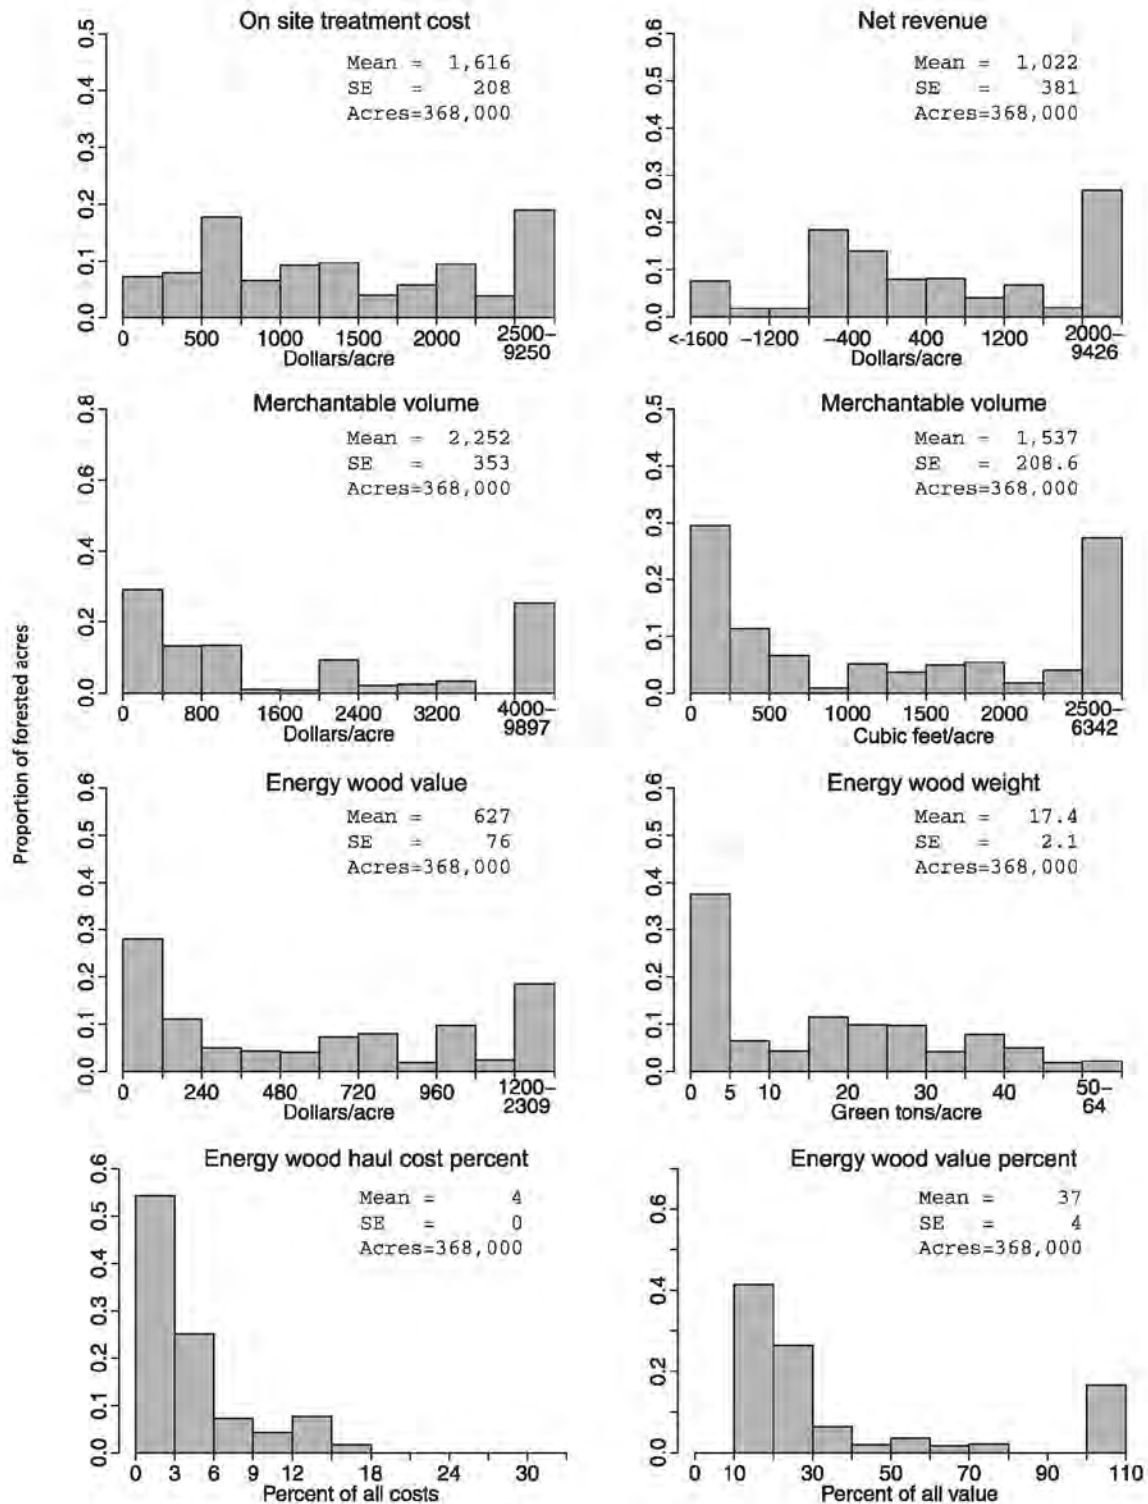 Proportion of forested acres
On site treatment cost
Mean = 1,616
SE = 208
Acres=368,000
0.5
0.4
0.3
0.2
0.1
0.0
0 500 1000 1500 2000 2500–
9250
Dollars/acre
Net revenue
Mean = 1,022
SE = 381
Acres=368,000
0.6
0.5
0.4
0.3
0.2
0.1
0.0
<-1600 −1200 −400 400 1200 2000–
9426
Dollars/acre
Merchantable volume
Mean = 2,252
SE = 353
Acres=368,000
0.8
0.6
0.4
0.2
0.0
0 800 1600 2400 3200 4000–
9897
Dollars/acre
Merchantable volume
Mean = 1,537
SE = 208.6
Acres=368,000
0.5
0.4
0.3
0.2
0.1
0.0
0 500 1000 1500 2000 2500–
6342
Cubic feet/acre
Energy wood value
Mean = 627
SE = 76
Acres=368,000
0.6
0.5
0.4
0.3
0.2
0.1
0.0
0 240 480 720 960 1200–
2309
Dollars/acre
Energy wood weight
Mean = 17.4
SE = 2.1
Acres=368,000
0.6
0.5
0.4
0.3
0.2
0.1
0.0
0 5 10 20 30 40 50–
64
Green tons/acre
Energy wood haul cost percent
Mean = 4
SE = 0
Acres=368,000
0.6
0.5
0.4
0.3
0.2
0.1
0.0
0 3 6 9 12 18 24 30
Percent of all costs
Energy wood value percent
Mean = 37
SE = 4
Acres=368,000
0.6
0.4
0.2
0.0
0 10 30 50 70 90 110
Percent of all value